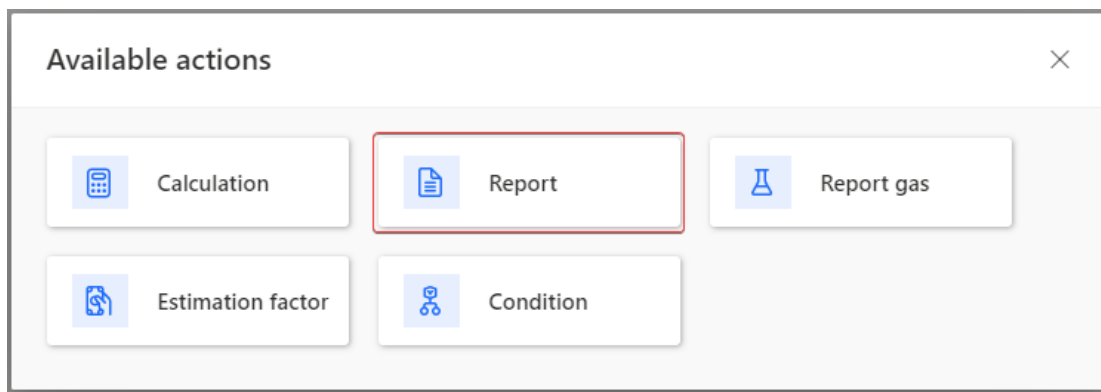 Available actions
Calculation
Report
Report gas
Estimation factor
Condition